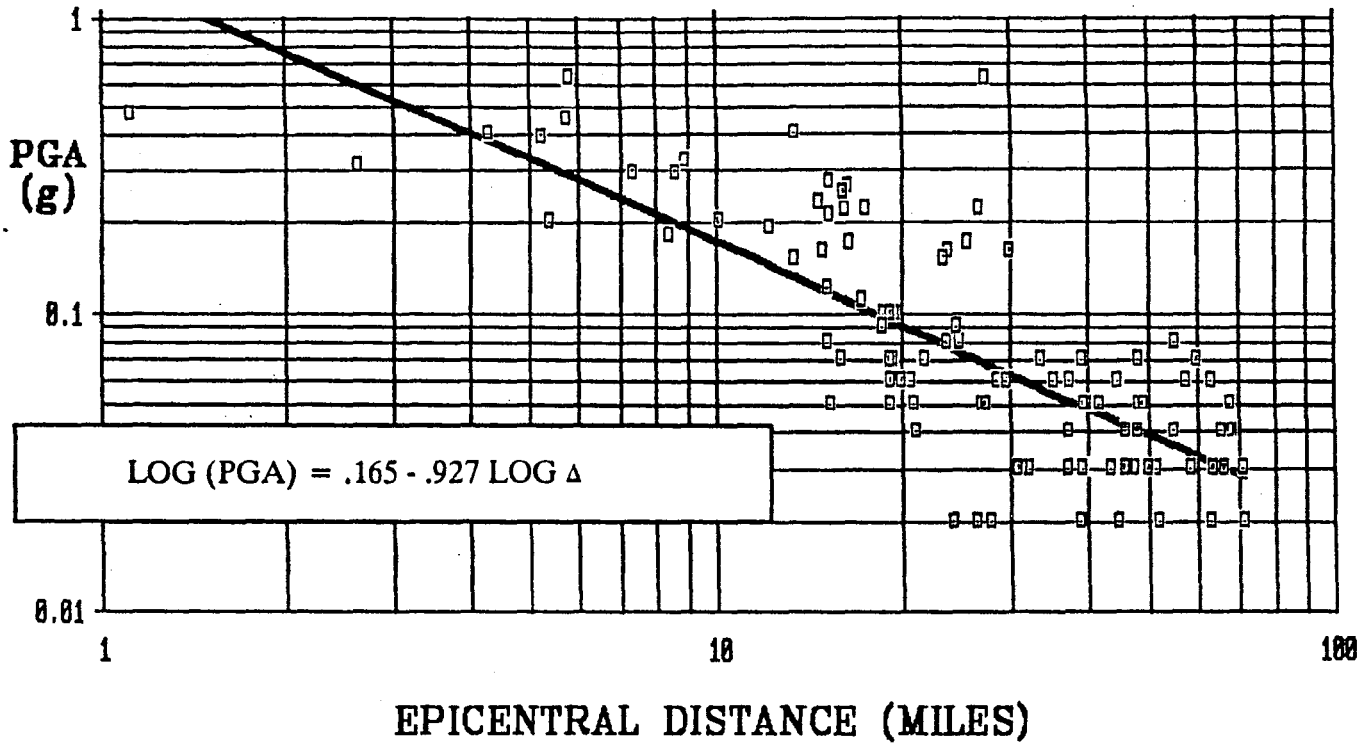 1
PGA
(g)
0.1
LOG (PGA) = .165 - .927 LOG Δ
0.01
1 10 100
EPICENTRAL DISTANCE (MILES)